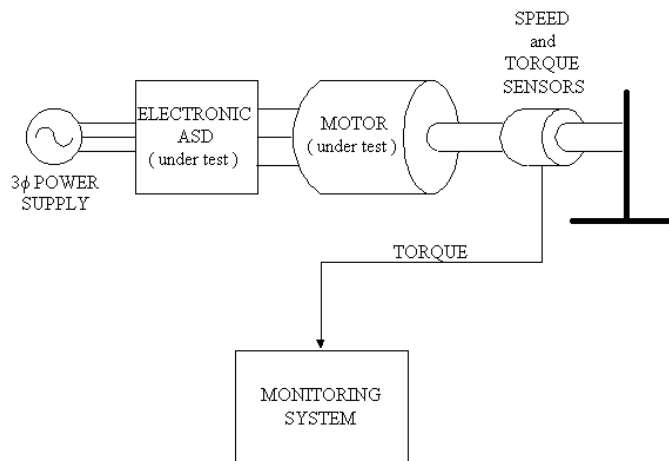 SPEED
and
TORQUE
SENSORS
ELECTRONIC
ASD
( under test )
MOTOR
( under test )
3ϕ POWER
SUPPLY
TORQUE
MONITORING
SYSTEM